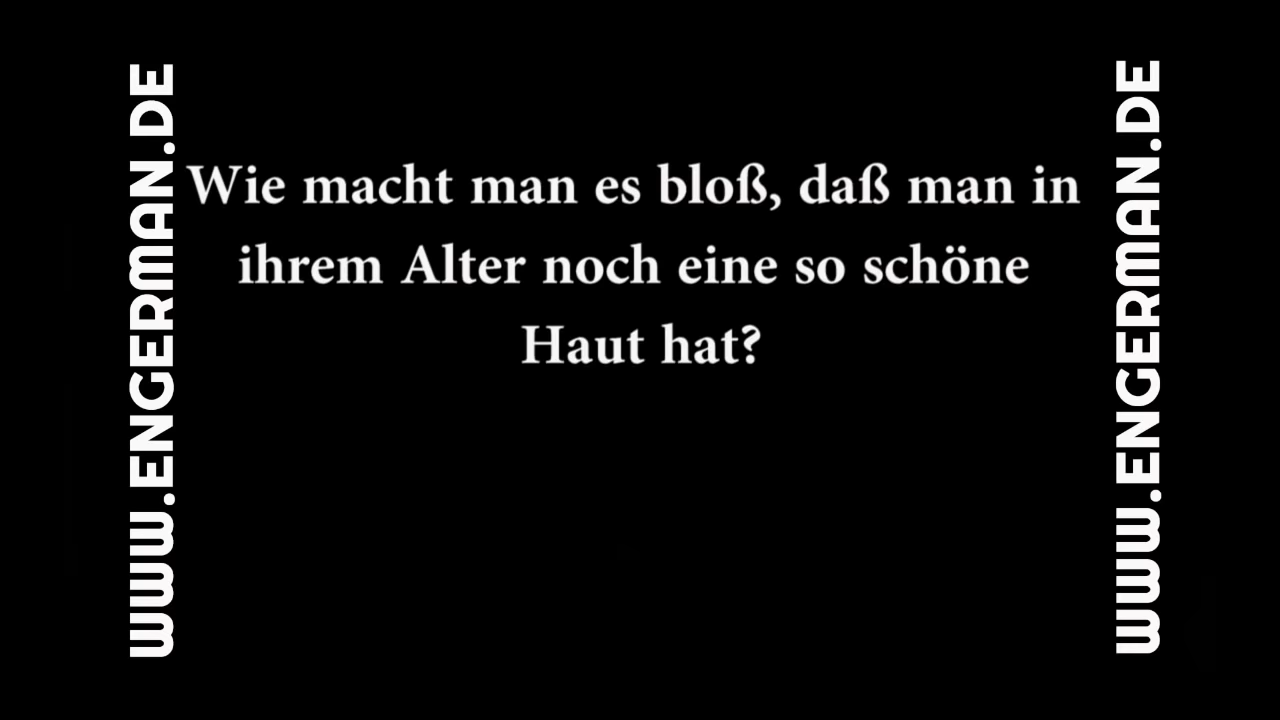 WWW.ENGERMAN.DE
Wie macht man es bloß, daß man in
ihrem Alter noch eine so schöne
Haut hat?
WWW.ENGERMAN.DE